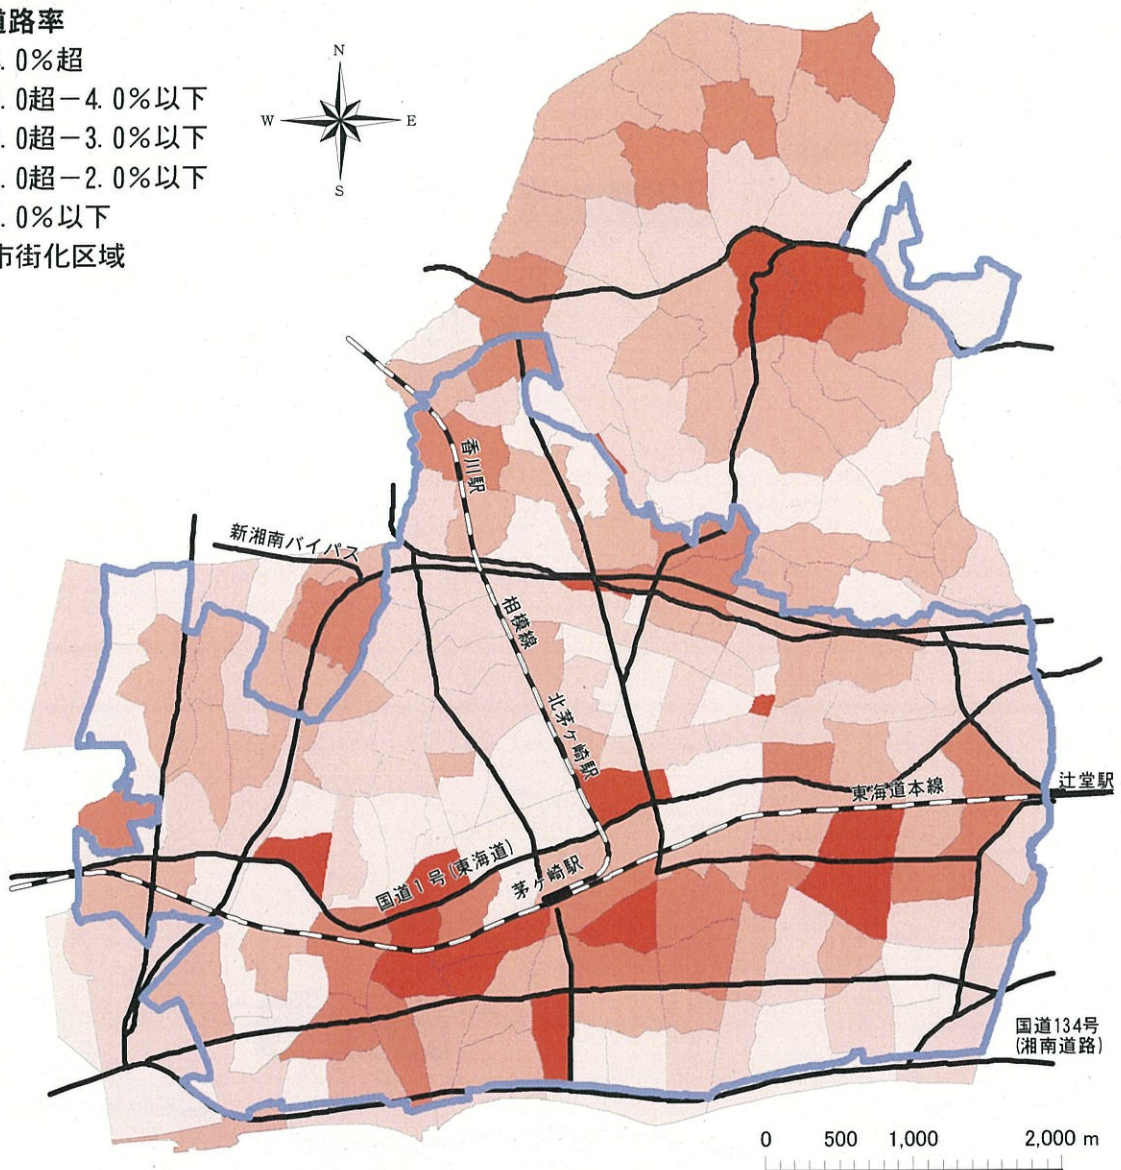 道路率
.0％超
.0超－4.0％以下
.0超－3.0％以下
.0超－2.0％以下
.0％以下
市街化区域
N
W
E
S
香川駅
新湘南バイパス
相模線
北茅ヶ崎駅
東海道本線
辻堂駅
国道1号(東海道)
茅ヶ崎駅
国道134号
(湘南道路)
0 500 1,000 2,000 m